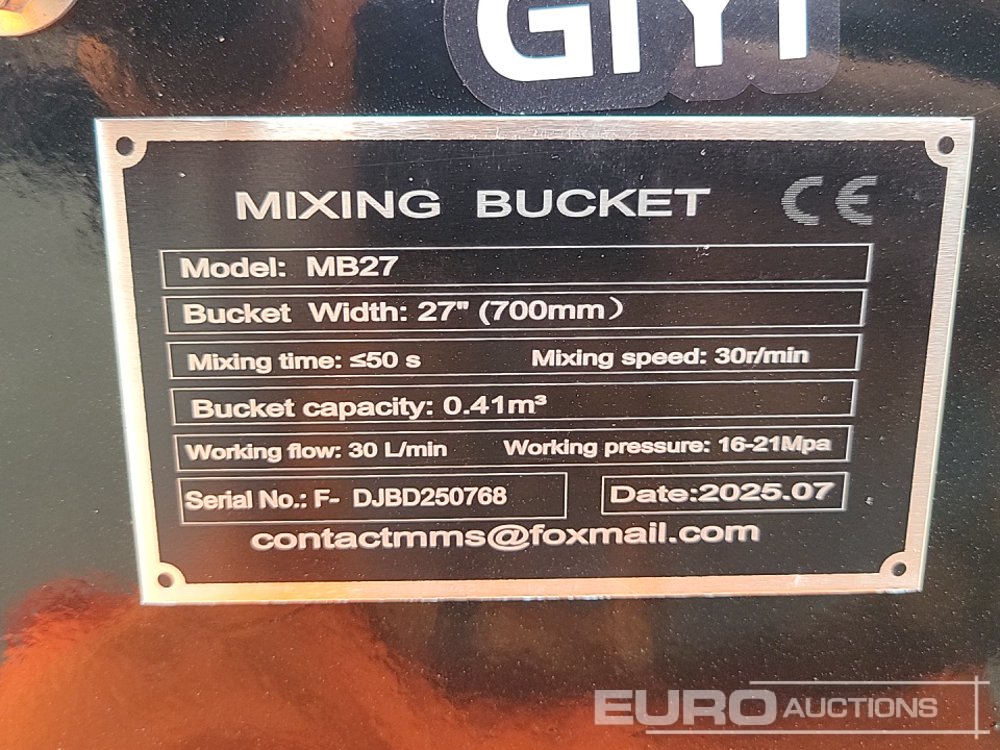 GIYI
MIXING BUCKET CE
Model: MB27
Bucket Width: 27" (700mm）
Mixing time: ≤50 s Mixing speed: 30r/min
Bucket capacity: 0.41m³
Working flow: 30 L/min Working pressure: 16-21Mpa
Serial No.: F- DJBD250768 Date:2025.07
contactmms@foxmail.com
EURO AUCTIONS